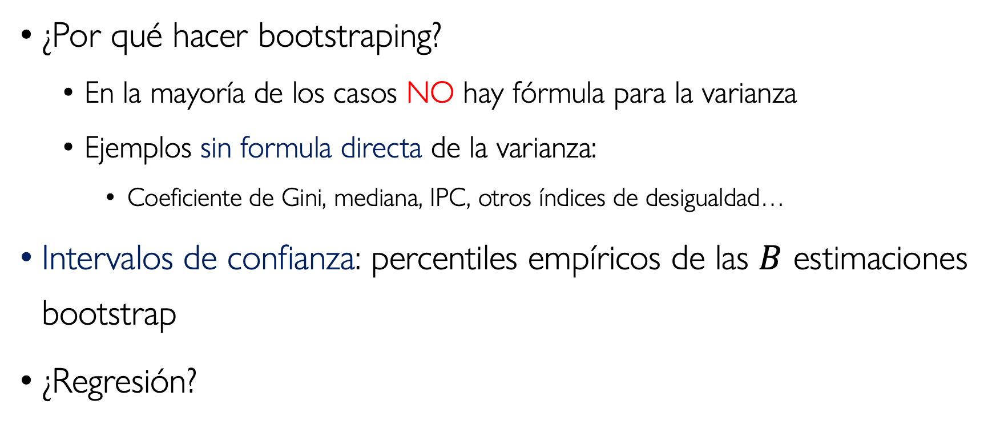 • ¿Por qué hacer bootstraping?
• En la mayoría de los casos NO hay fórmula para la varianza
• Ejemplos sin formula directa de la varianza:
• Coeficiente de Gini, mediana, IPC, otros índices de desigualdad…
• Intervalos de confianza: percentiles empíricos de las B estimaciones
bootstrap
• ¿Regresión?